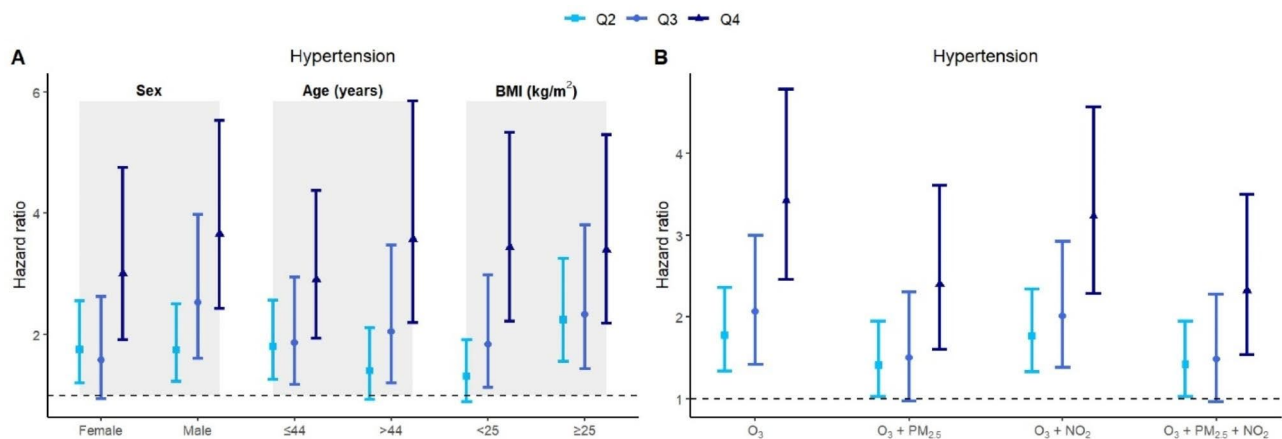 Q2 Q3 Q4
A Hypertension
Sex Age (years) BMI (kg/m²)
Hazard ratio
6
4
2
Female Male ≤44 >44 <25 ≥25
B Hypertension
Hazard ratio
4
3
2
1
O₃ O₃ + PM₂.₅ O₃ + NO₂ O₃ + PM₂.₅ + NO₂